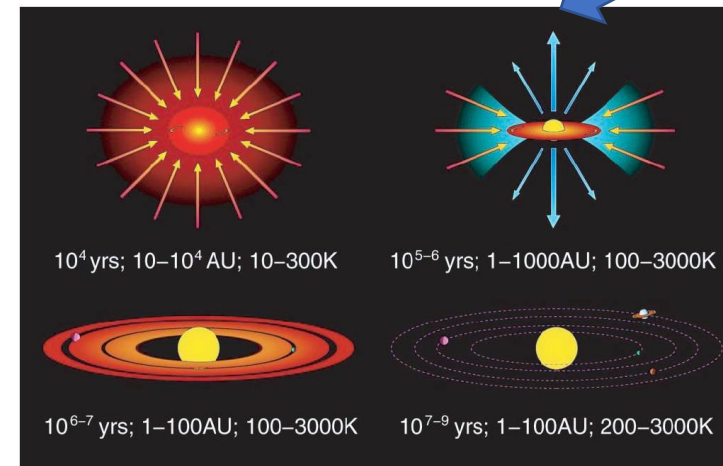 10⁴ yrs; 10–10⁴ AU; 10–300K
10⁵⁻⁶ yrs; 1–1000AU; 100–3000K
10⁶⁻⁷ yrs; 1–100AU; 100–3000K
10⁷⁻⁹ yrs; 1–100AU; 200–3000K